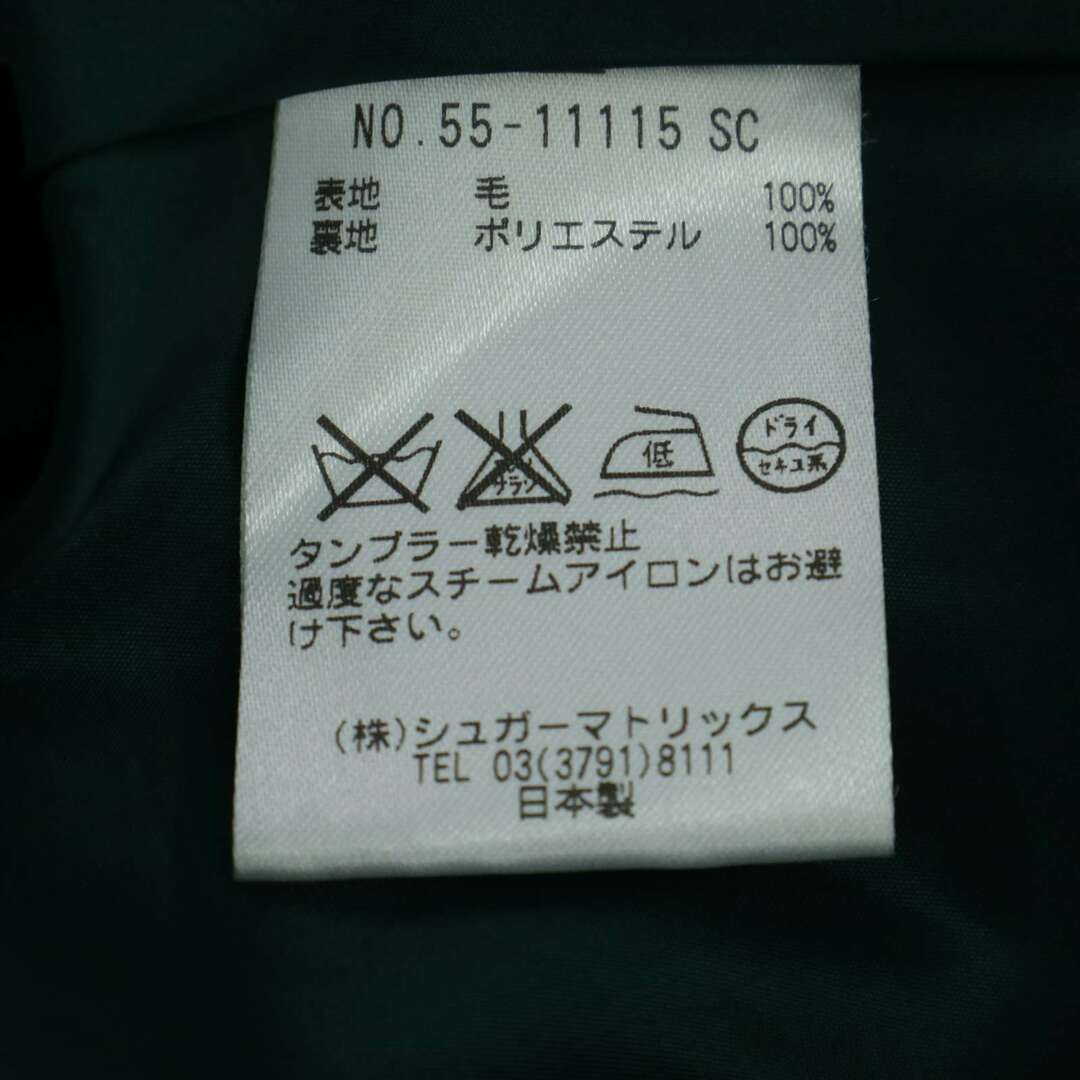 NO.55-11115 SC
表地 毛 100%
裏地 ポリエステル 100%
低
ドライ
セキユ系
タンブラー乾燥禁止
過度なスチームアイロンはお避
け下さい。
(株)シュガーマトリックス
TEL 03(3791)8111
日本製